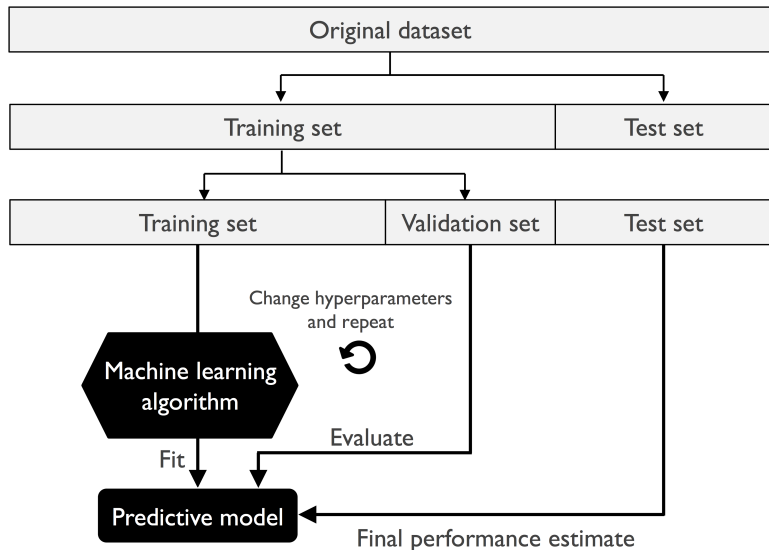 Original dataset
Training set
Test set
Training set
Validation set
Test set
Change hyperparameters
and repeat
Machine learning
algorithm
Evaluate
Fit
Predictive model
Final performance estimate